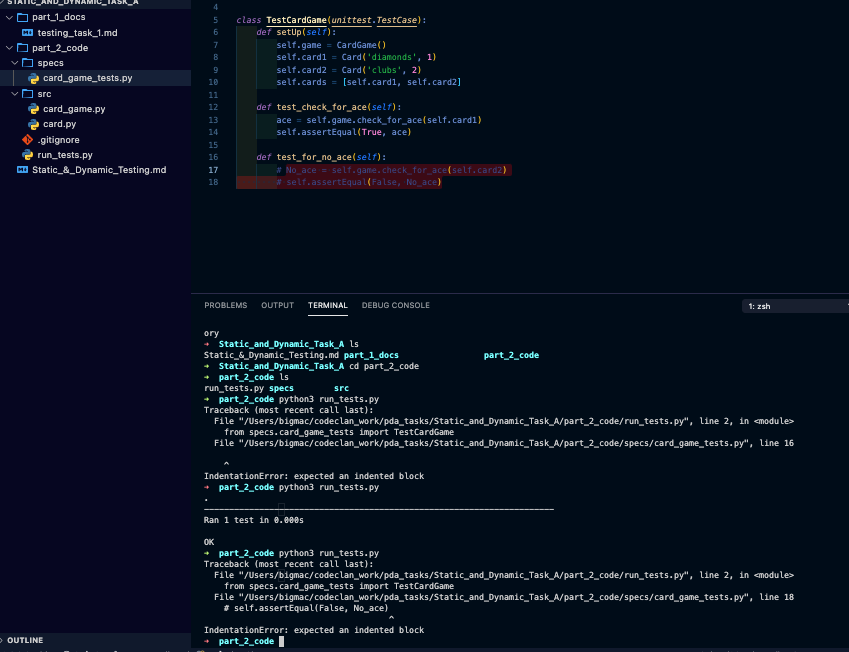 STATIC_AND_DYNAMIC_TASK_A
part_1_docs
testing_task_1.md
part_2_code
specs
card_game_tests.py
src
card_game.py
card.py
.gitignore
run_tests.py
Static_&_Dynamic_Testing.md
OUTLINE
4
5 class TestCardGame(unittest.TestCase):
6 def setUp(self):
7 self.game = CardGame()
8 self.card1 = Card('diamonds', 1)
9 self.card2 = Card('clubs', 2)
10 self.cards = [self.card1, self.card2]
11
12 def test_check_for_ace(self):
13 ace = self.game.check_for_ace(self.card1)
14 self.assertEqual(True, ace)
15
16 def test_for_no_ace(self):
17 # No_ace = self.game.check_for_ace(self.card2)
18 # self.assertEqual(False, No_ace)
PROBLEMS OUTPUT TERMINAL DEBUG CONSOLE 1: zsh
ory
➜ Static_and_Dynamic_Task_A ls
Static_&_Dynamic_Testing.md part_1_docs part_2_code
➜ Static_and_Dynamic_Task_A cd part_2_code
➜ part_2_code ls
run_tests.py specs src
➜ part_2_code python3 run_tests.py
Traceback (most recent call last):
File "/Users/bigmac/codeclan_work/pda_tasks/Static_and_Dynamic_Task_A/part_2_code/run_tests.py", line 2, in <module>
from specs.card_game_tests import TestCardGame
File "/Users/bigmac/codeclan_work/pda_tasks/Static_and_Dynamic_Task_A/part_2_code/specs/card_game_tests.py", line 16
^
IndentationError: expected an indented block
➜ part_2_code python3 run_tests.py
.
----------------------------------------------------------------------
Ran 1 test in 0.000s
OK
➜ part_2_code python3 run_tests.py
Traceback (most recent call last):
File "/Users/bigmac/codeclan_work/pda_tasks/Static_and_Dynamic_Task_A/part_2_code/run_tests.py", line 2, in <module>
from specs.card_game_tests import TestCardGame
File "/Users/bigmac/codeclan_work/pda_tasks/Static_and_Dynamic_Task_A/part_2_code/specs/card_game_tests.py", line 18
# self.assertEqual(False, No_ace)
^
IndentationError: expected an indented block
➜ part_2_code